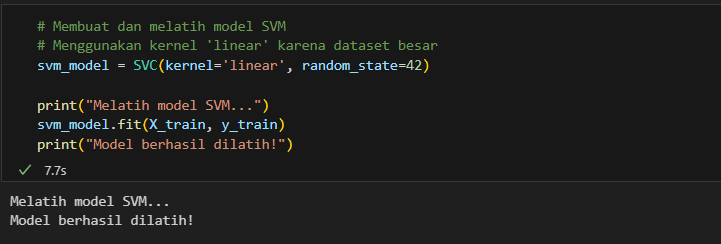 # Membuat dan melatih model SVM
# Menggunakan kernel 'linear' karena dataset besar
svm_model = SVC(kernel='linear', random_state=42)
print("Melatih model SVM...")
svm_model.fit(X_train, y_train)
print("Model berhasil dilatih!")
7.7s
Melatih model SVM...
Model berhasil dilatih!